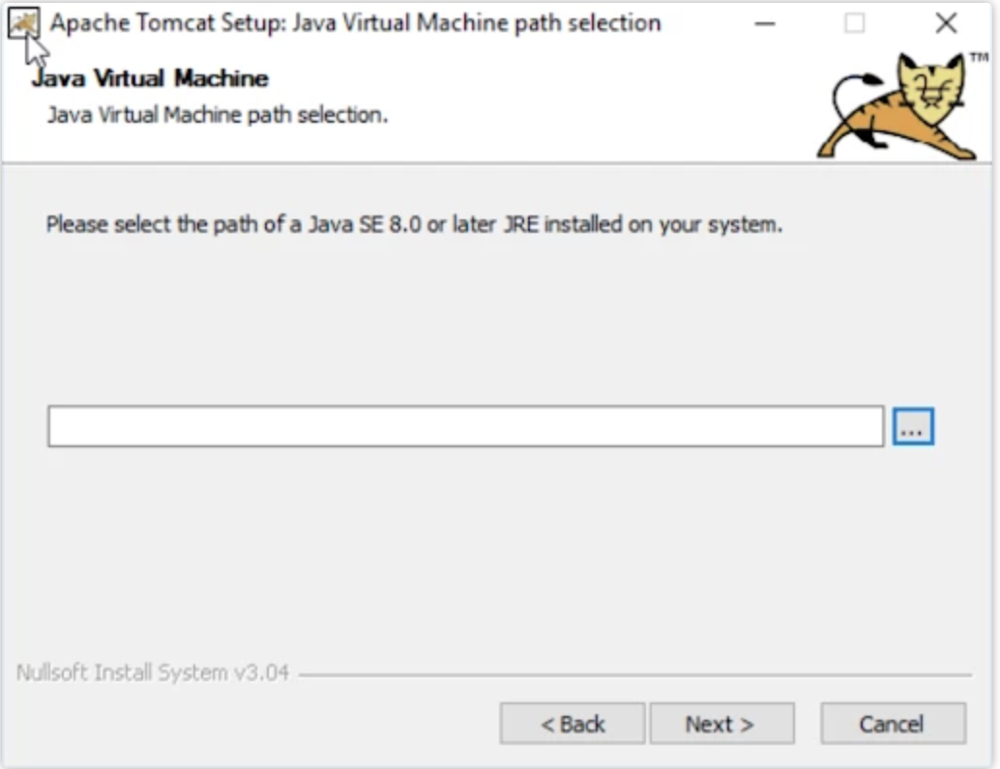 Apache Tomcat Setup: Java Virtual Machine path selection
TM
Java Virtual Machine
Java Virtual Machine path selection.
Please select the path of a Java SE 8.0 or later JRE installed on your system.
...
Nullsoft Install System v3.04
< Back
Next >
Cancel